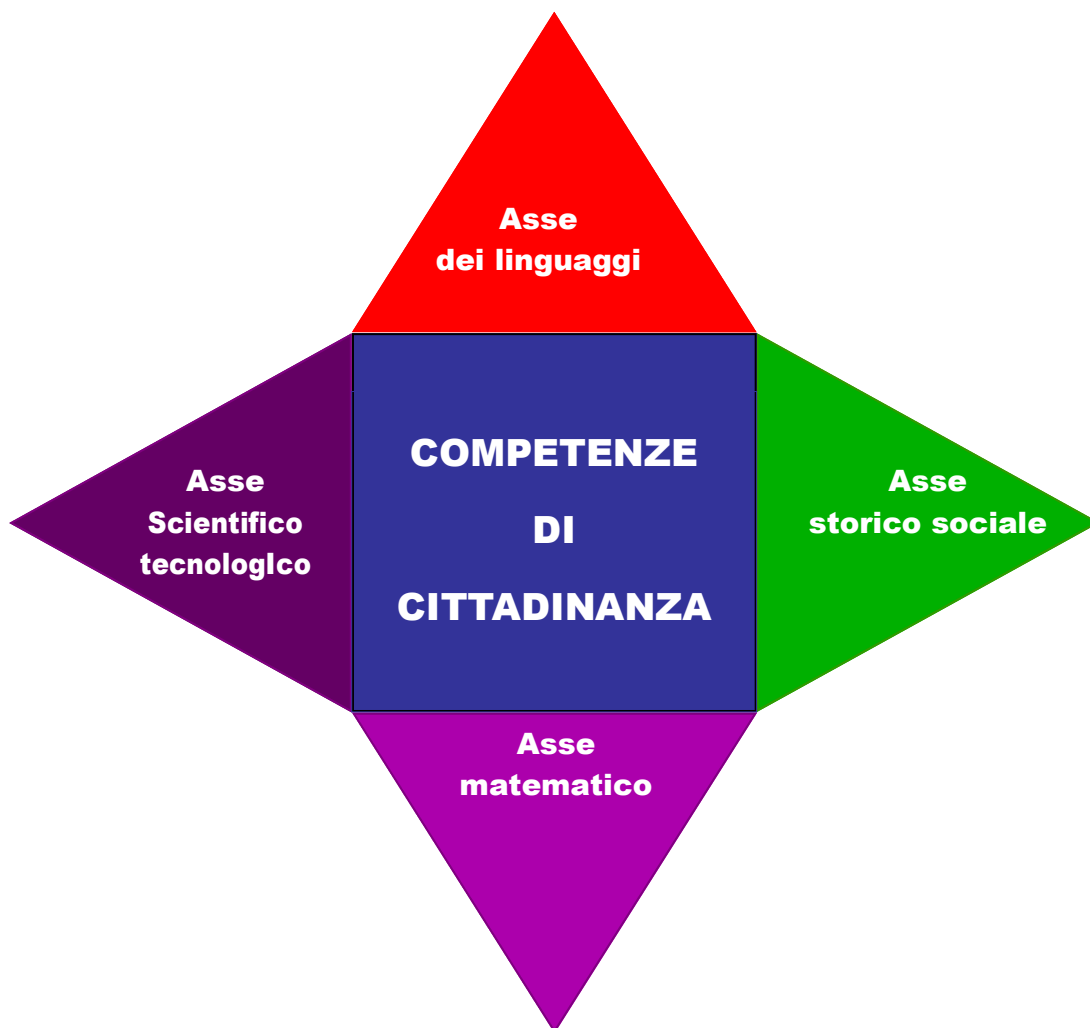 Asse
dei linguaggi
COMPETENZE
DI
CITTADINANZA
Asse
Scientifico
tecnologIco
Asse
storico sociale
Asse
matematico